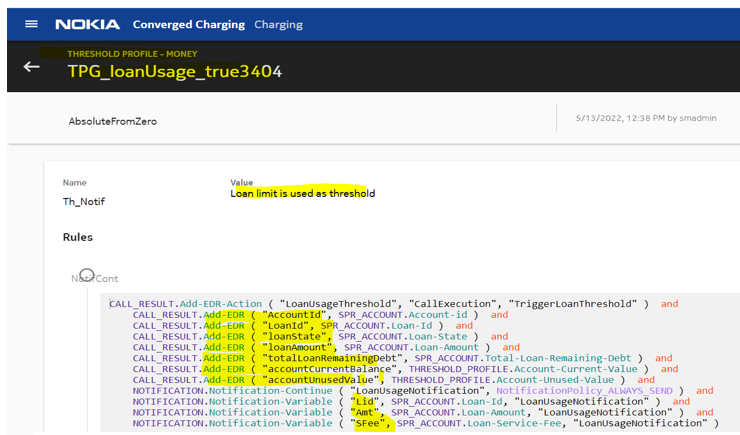 NOKIA Converged Charging Charging
THRESHOLD PROFILE - MONEY
TPG_loanUsage_true3404
AbsoluteFromZero
5/13/2022, 12:38 PM by smadmin
Name Value
Th_Notif Loan limit is used as threshold
Rules
NotifCont
CALL_RESULT.Add-EDR-Action ( "LoanUsageThreshold", "CallExecution", "TriggerLoanThreshold" ) and
CALL_RESULT.Add-EDR ( "AccountId", SPR_ACCOUNT.Account-id ) and
CALL_RESULT.Add-EDR ( "LoanId", SPR_ACCOUNT.Loan-Id ) and
CALL_RESULT.Add-EDR ( "loanState", SPR_ACCOUNT.Loan-State ) and
CALL_RESULT.Add-EDR ( "loanAmount", SPR_ACCOUNT.Loan-Amount ) and
CALL_RESULT.Add-EDR ( "totalLoanRemainingDebt", SPR_ACCOUNT.Total-Loan-Remaining-Debt ) and
CALL_RESULT.Add-EDR ( "accountCurrentBalance", THRESHOLD_PROFILE.Account-Current-Value ) and
CALL_RESULT.Add-EDR ( "accountUnusedValue", THRESHOLD_PROFILE.Account-Unused-Value ) and
NOTIFICATION.Notification-Continue ( "LoanUsageNotification", NotificationPolicy_ALWAYS_SEND ) and
NOTIFICATION.Notification-Variable ( "Lid", SPR_ACCOUNT.Loan-Id, "LoanUsageNotification" ) and
NOTIFICATION.Notification-Variable ( "Amt", SPR_ACCOUNT.Loan-Amount, "LoanUsageNotification" ) and
NOTIFICATION.Notification-Variable ( "SFee", SPR_ACCOUNT.Loan-Service-Fee, "LoanUsageNotification" )